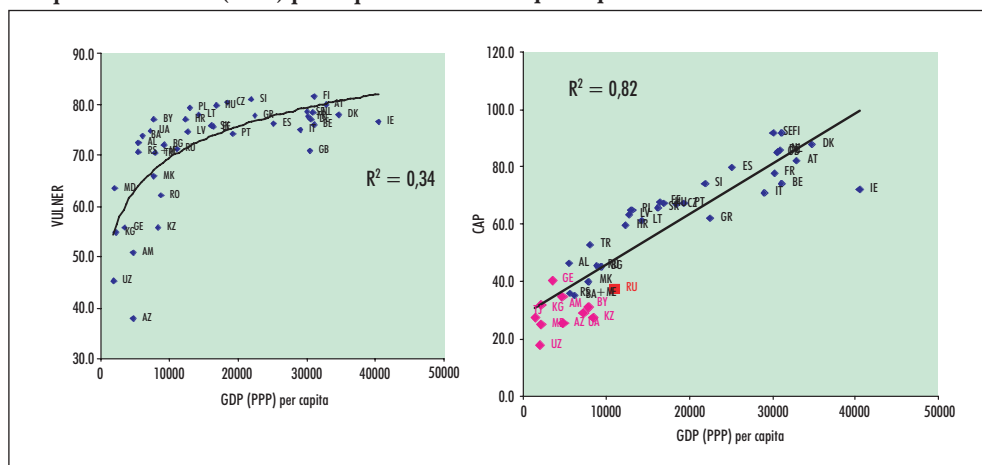 80.0
90.0
70.0
60.0
50.0
40.0
30.0
VULNER
0
10000
20000
30000
40000
50000
GDP (PPP) per capita
R² = 0,34
PL
HU
CZ
SI
FI
AT
BY
HR
LT
GR
DK
UA
BA
LV
PT
ES
IT
BE
IE
AL
BG
RS
RU
GB
MD
MK
RO
KG
GE
KZ
AM
UZ
AZ
120.0
100.0
80.0
60.0
40.0
20.0
0.0
CAP
0
10000
20000
30000
40000
50000
GDP (PPP) per capita
R² = 0,82
SE
FI
DK
AT
ES
FR
SI
BE
IT
IE
LV
CZ
PT
SK
LT
HR
GR
TR
AL
BG
MK
GE
RU
RS
BA+ME
AM
KG
BY
TJ
AZ
UA
KZ
UZ